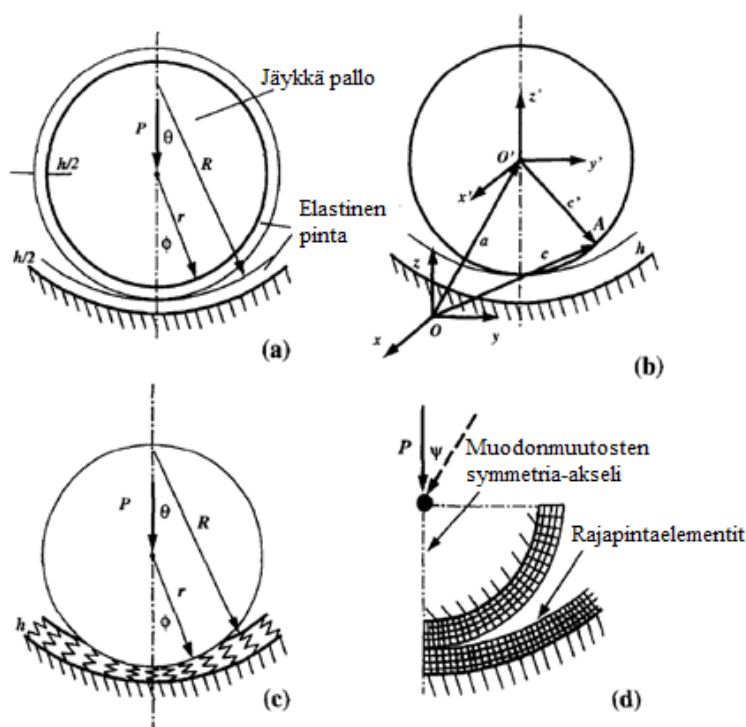 Jäykkä pallo
P
θ
h/2
R
r
Elastinen
pinta
h/2
ϕ
(a)
z'
O'
y'
x'
c'
A
a
c
h
z
x
O
y
(b)
P
θ
R
r
h
ϕ
(c)
P
ψ
Muodonmuutosten
symmetria-akseli
Rajapintaelementit
(d)